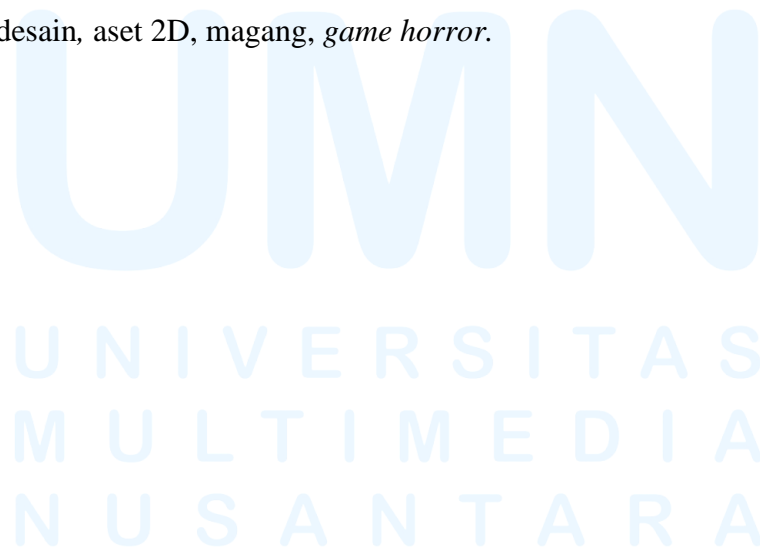 desain, aset 2D, magang, game horror.
UMN
UNIVERSITAS
MULTIMEDIA
NUSANTARA